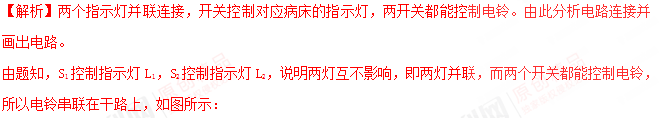 【解析】两个指示灯并联连接，开关控制对应病床的指示灯，两开关都能控制电铃。由此分析电路连接并
画出电路。
由题知，S₁控制指示灯L₁，S₂控制指示灯L₂，说明两灯互不影响，即两灯并联，而两个开关都能控制电铃，
所以电铃串联在干路上，如图所示：